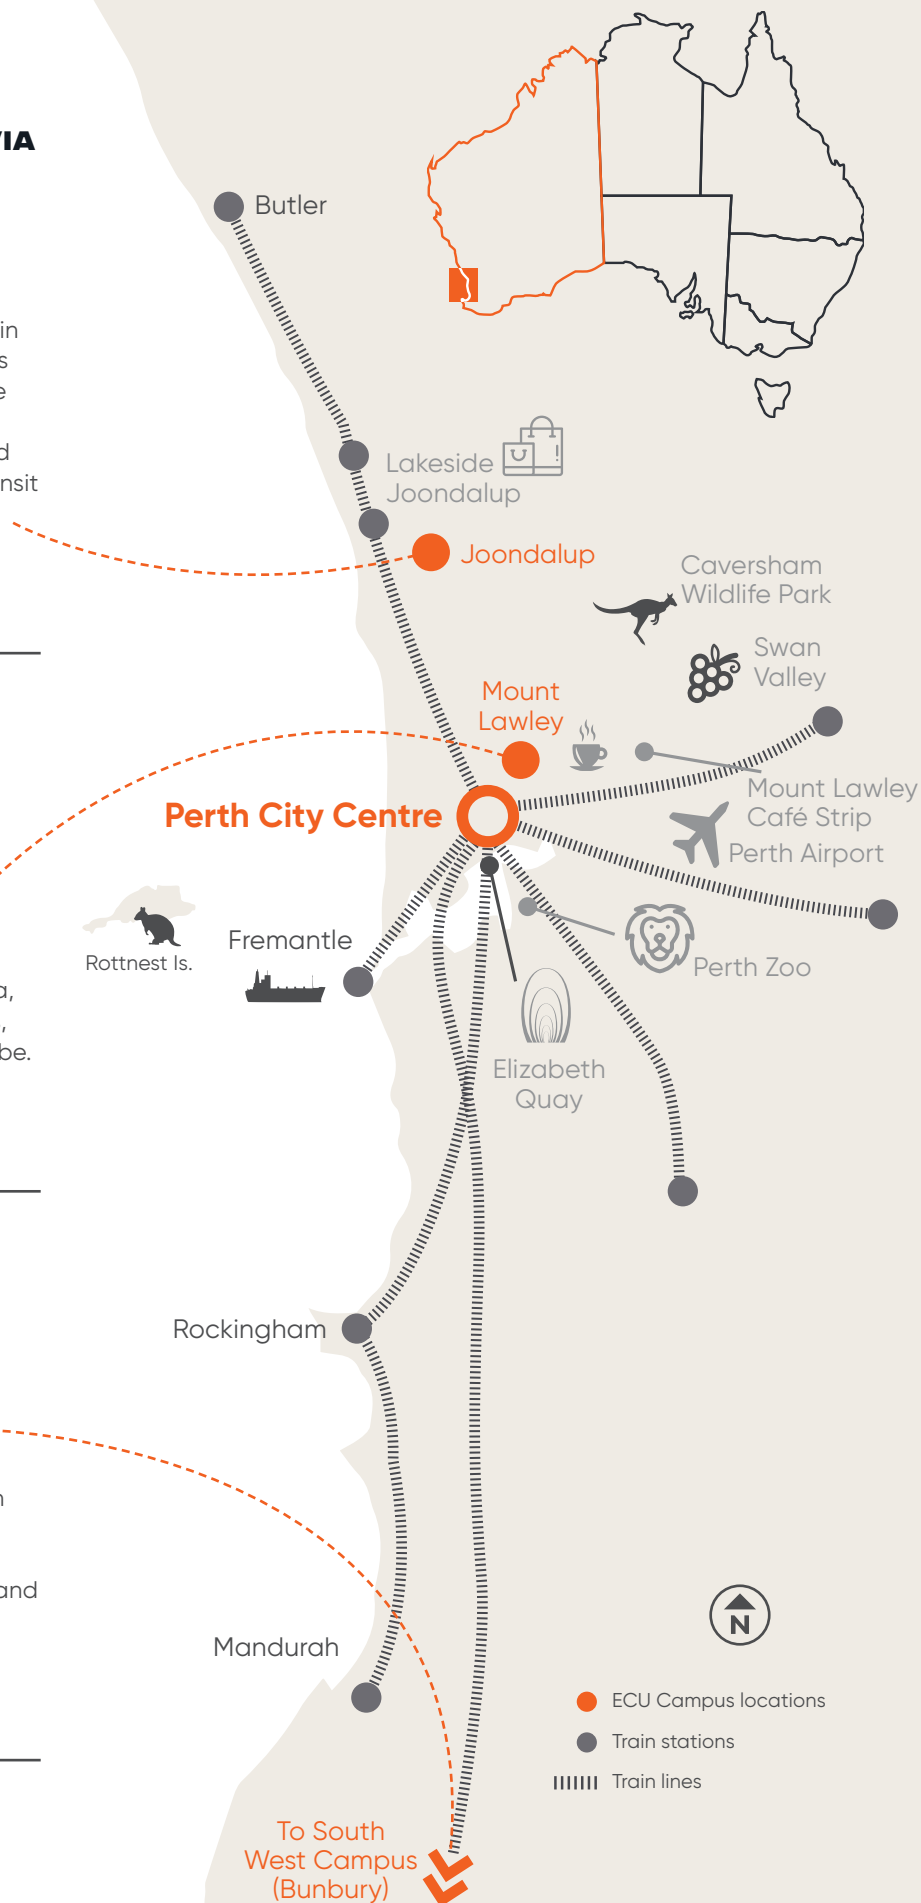 VIA
Butler
in
s
e
d
nsit
Lakeside
Joondalup
Joondalup
Caversham
Wildlife Park
Swan
Valley
Mount
Lawley
Perth City Centre
Mount Lawley
Café Strip
Perth Airport
Fremantle
Rottnest Is.
Perth Zoo
a,
,
be.
Elizabeth
Quay
Rockingham
n
and
Mandurah
N
ECU Campus locations
Train stations
Train lines
To South
West Campus
(Bunbury)